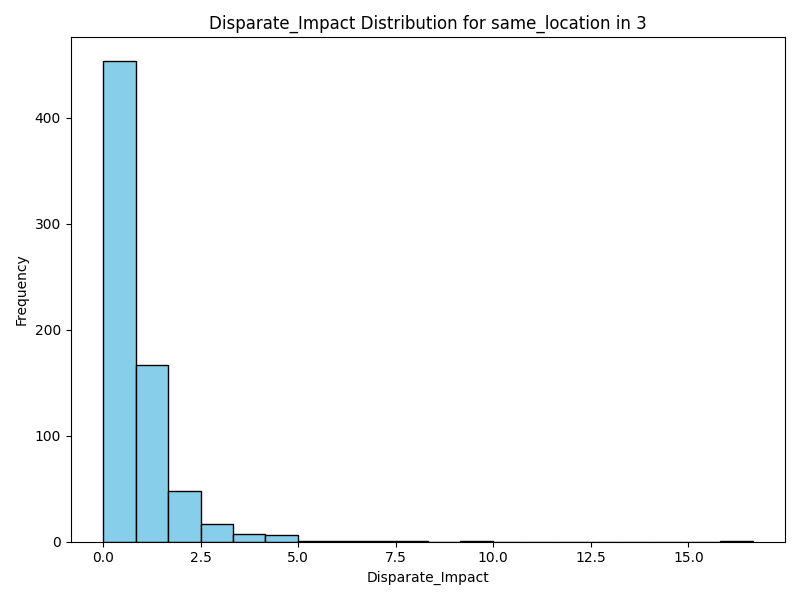 Disparate_Impact Distribution for same_location in 3
Frequency
400
300
200
100
0
0.0 2.5 5.0 7.5 10.0 12.5 15.0
Disparate_Impact